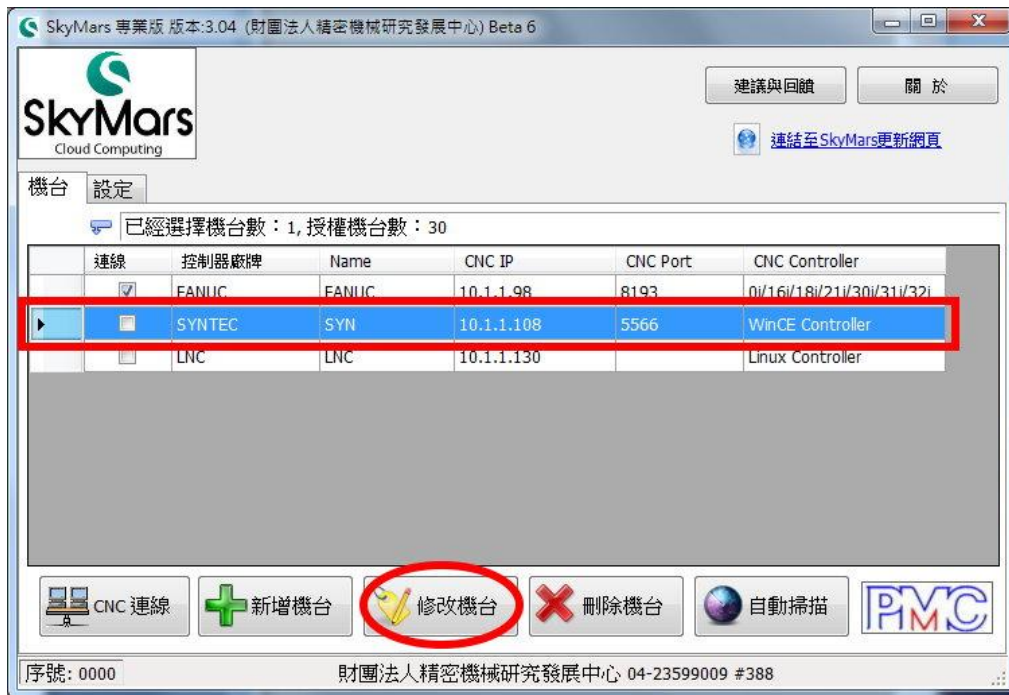 SkyMars 專業版 版本:3.04 (財團法人精密機械研究發展中心) Beta 6
SkyMars
Cloud Computing
建議與回饋 關 於
連結至SkyMars更新網頁
機台 設定
已經選擇機台數：1, 授權機台數：30
連線 控制器廠牌 Name CNC IP CNC Port CNC Controller
FANUC FANUC 10.1.1.98 8193 0i/16i/18i/21i/30i/31i/32i
SYNTEC SYN 10.1.1.108 5566 WinCE Controller
LNC LNC 10.1.1.130 Linux Controller
CNC 連線 新增機台 修改機台 刪除機台 自動掃描 PMC
序號: 0000 財團法人精密機械研究發展中心 04-23599009 #388